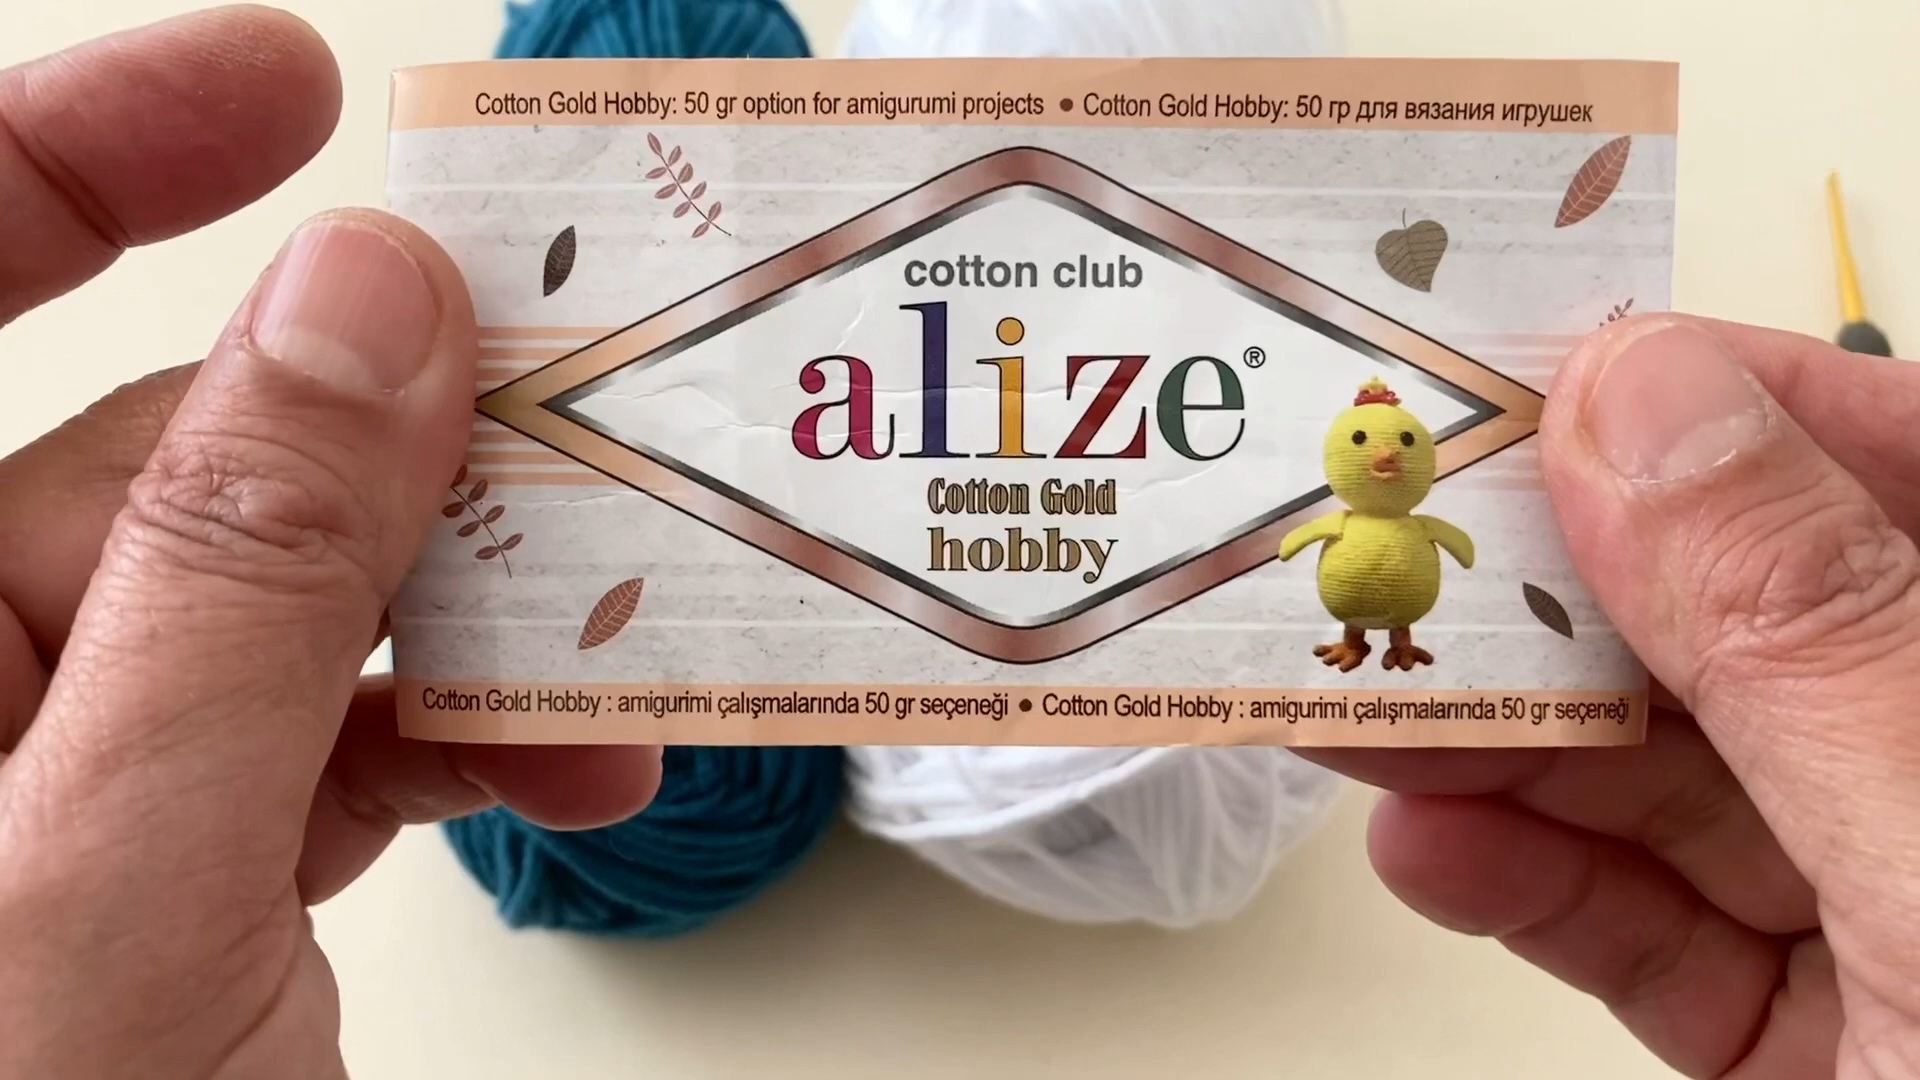 Cotton Gold Hobby: 50 gr option for amigurumi projects • Cotton Gold Hobby: 50 гр для вязания игрушек
cotton club
alize®
Cotton Gold
hobby
Cotton Gold Hobby : amigurimi çalışmalarında 50 gr seçeneği • Cotton Gold Hobby : amigurimi çalışmalarında 50 gr seçeneği